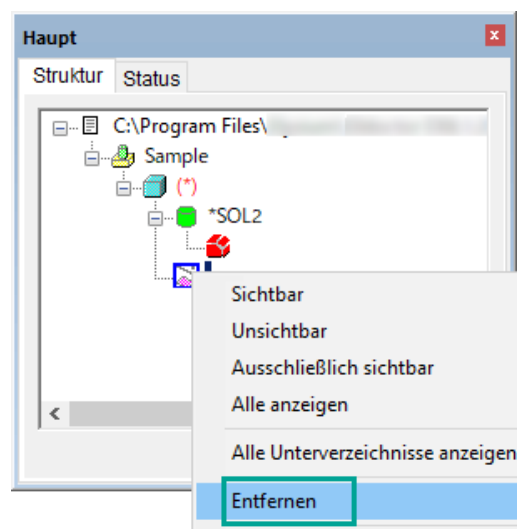 Haupt
Struktur Status
C:\Program Files\
Sample
(*)
*SOL2
Sichtbar
Unsichtbar
Ausschließlich sichtbar
Alle anzeigen
Alle Unterverzeichnisse anzeigen
Entfernen